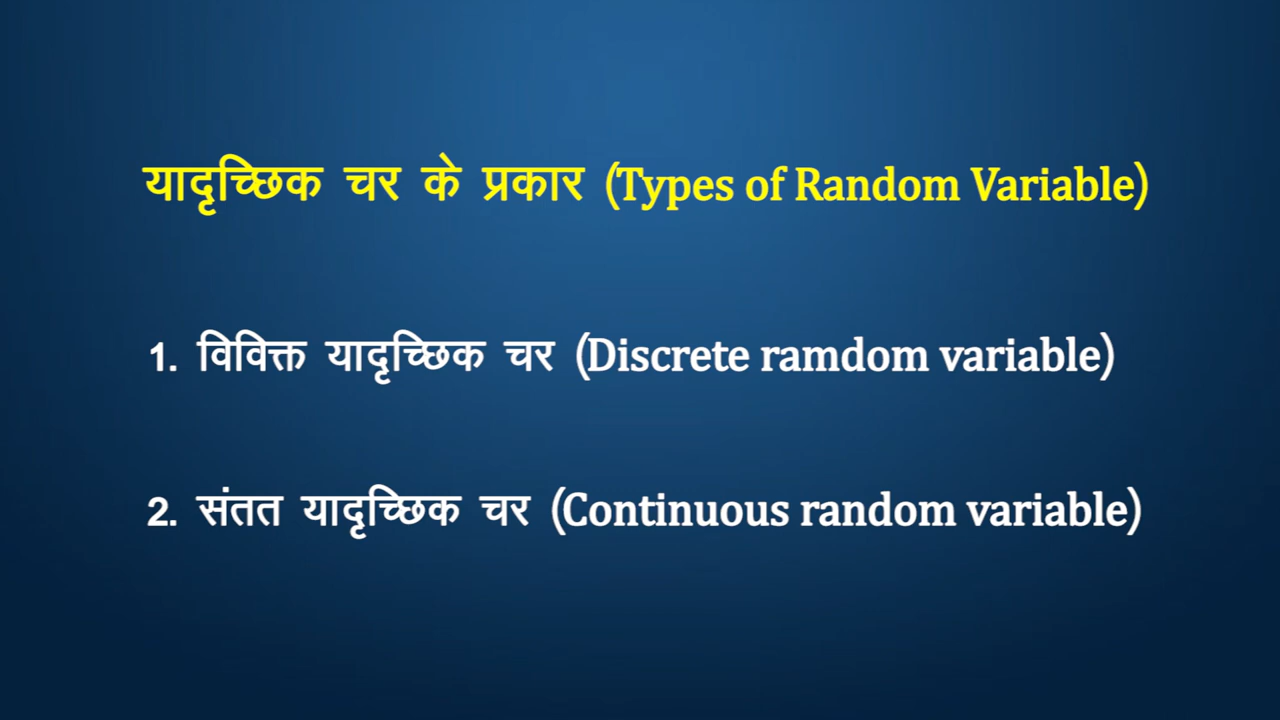 यादृच्छिक चर के प्रकार (Types of Random Variable)
1. विविक्त यादृच्छिक चर (Discrete ramdom variable)
2. संतत यादृच्छिक चर (Continuous random variable)